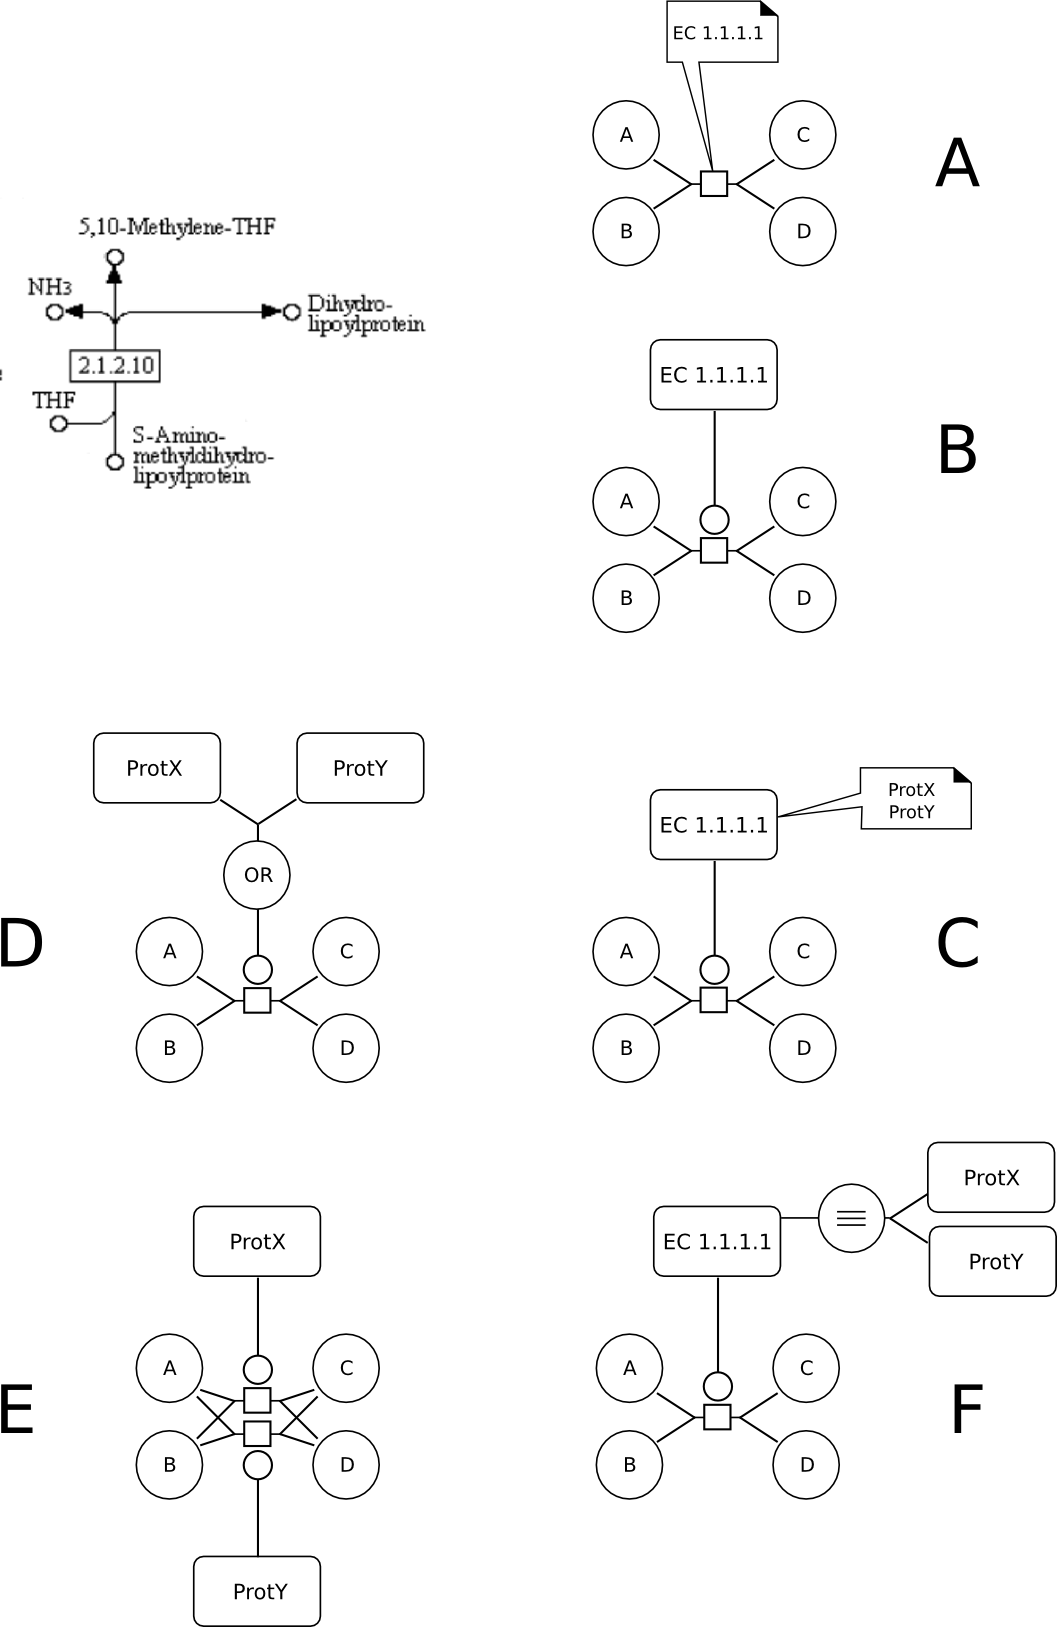 EC 1.1.1.1
A
C
B
D
A
5,10-Methylene-THF
NH3
Dihydro-
lipoylprotein
2.1.2.10
THF
S-Amino-
methyldihydro-
lipoylprotein
EC 1.1.1.1
A
C
B
D
B
ProtX
ProtY
OR
A
C
B
D
D
EC 1.1.1.1
ProtX
ProtY
A
C
B
D
C
ProtX
A
C
B
D
ProtY
E
EC 1.1.1.1
ProtX
ProtY
A
C
B
D
F